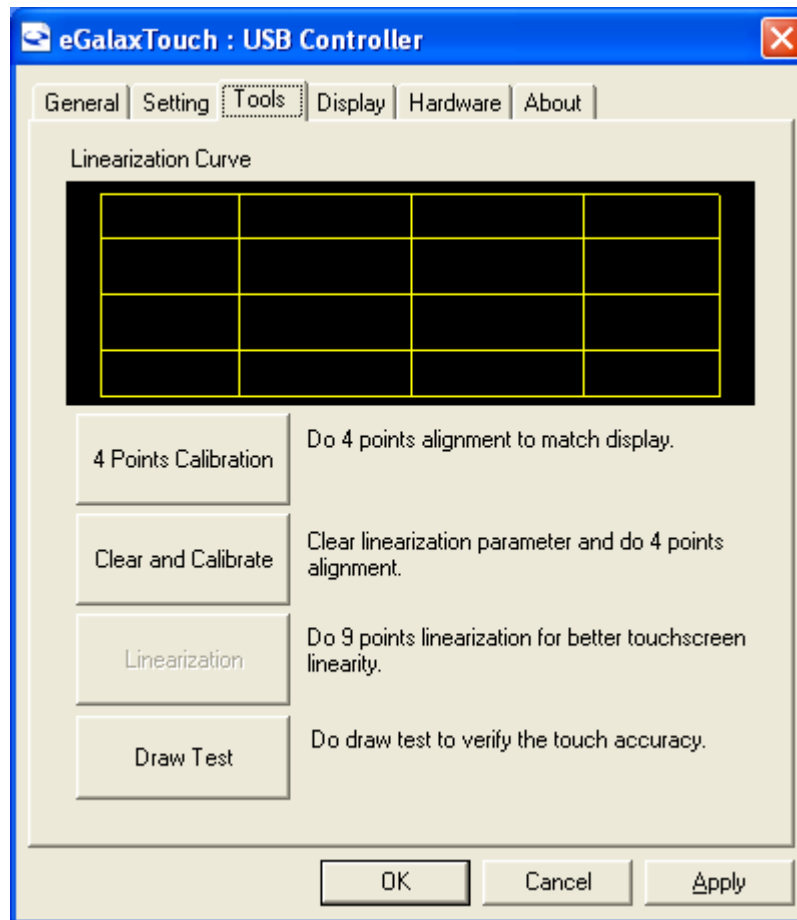 eGalaxTouch : USB Controller
General Setting Tools Display Hardware About
Linearization Curve
4 Points Calibration
Do 4 points alignment to match display.
Clear and Calibrate
Clear linearization parameter and do 4 points
alignment.
Linearization
Do 9 points linearization for better touchscreen
linearity.
Draw Test
Do draw test to verify the touch accuracy.
OK Cancel Apply